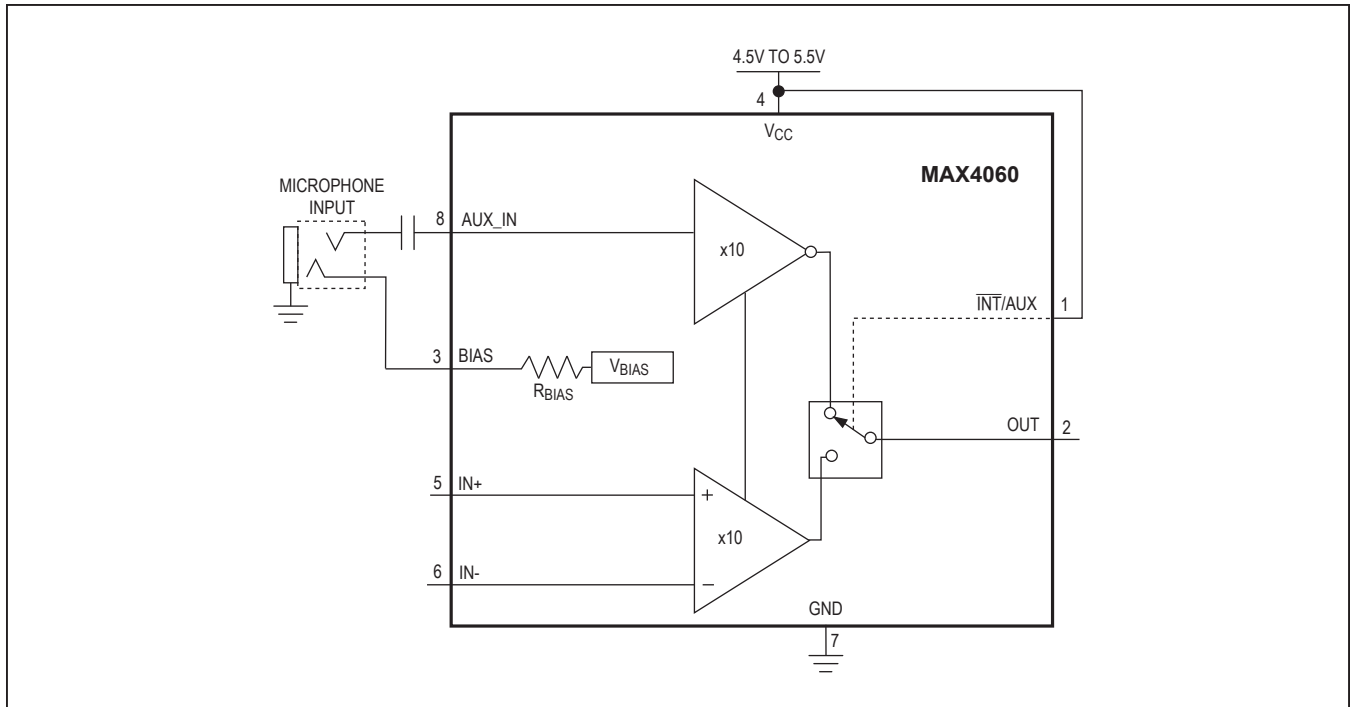 4.5V TO 5.5V
4
VCC
MAX4060
MICROPHONE
INPUT
8
AUX_IN
x10
INT/AUX
1
3
BIAS
VBIAS
RBIAS
OUT
2
5
IN+
+
x10
6
IN-
−
GND
7